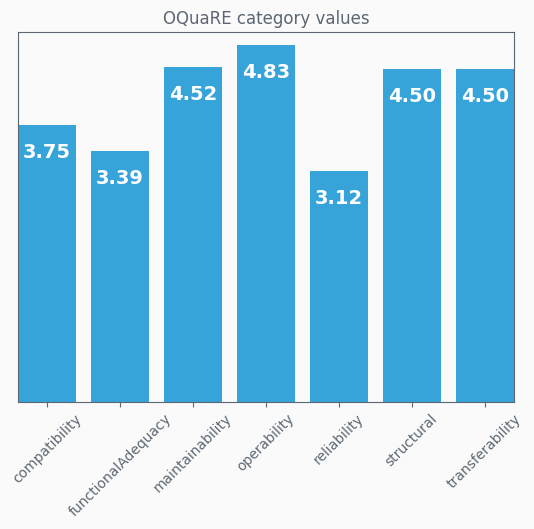 OQuaRE category values
3.75
3.39
4.52
4.83
3.12
4.50
4.50
compatibility
functionalAdequacy
maintainability
operability
reliability
structural
transferability